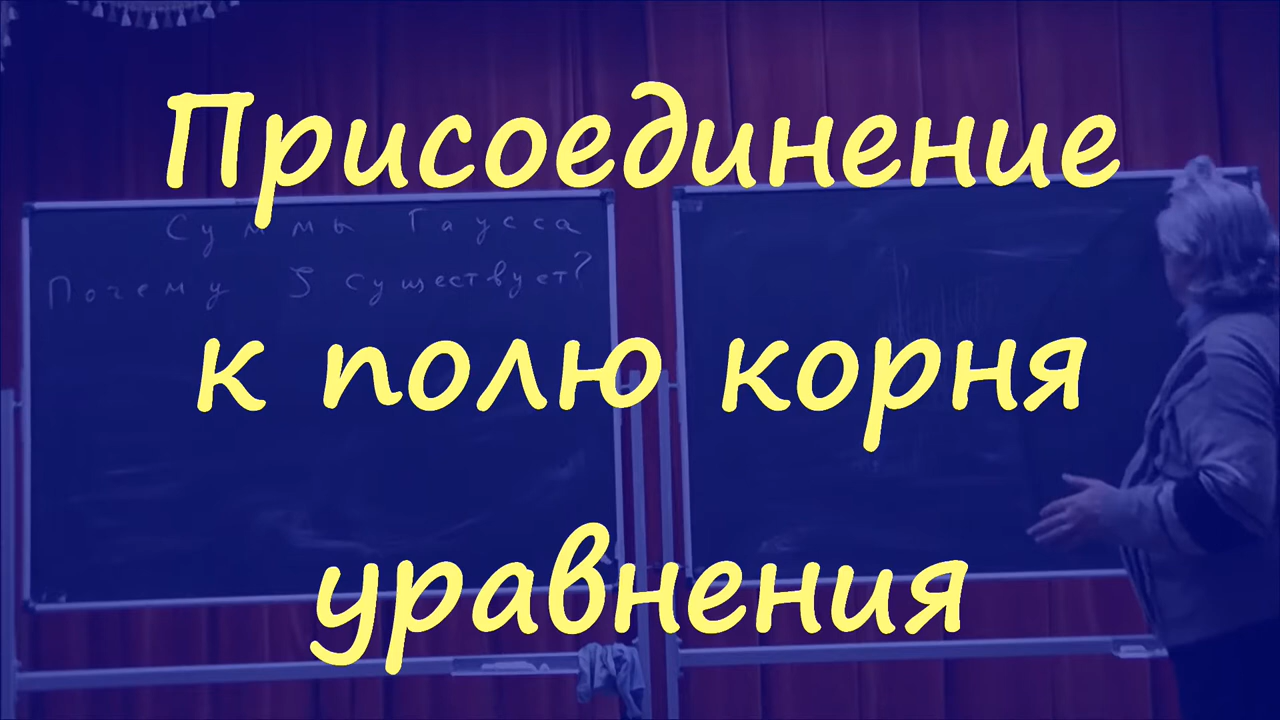 Присоединение
к полю корня
уравнения
Суммы Гаусса
Почему ζ существует?